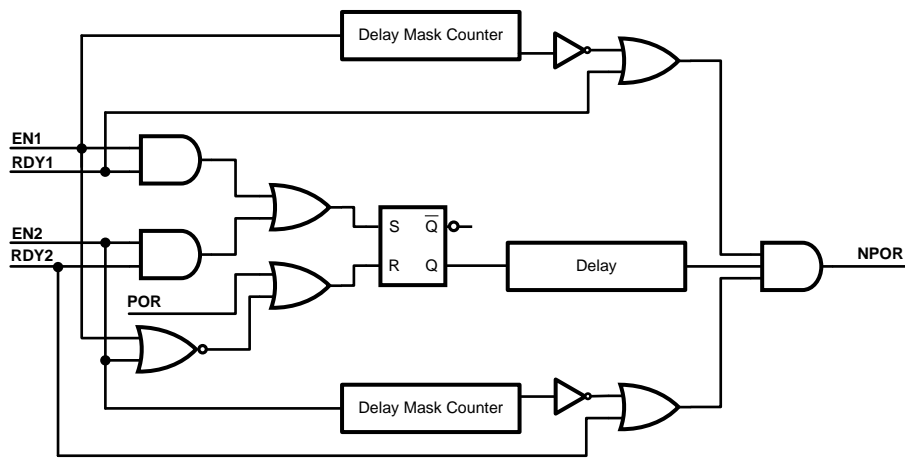 Delay Mask Counter
EN1
RDY1
EN2
RDY2
S Q
R Q
Delay
NPOR
POR
Delay Mask Counter